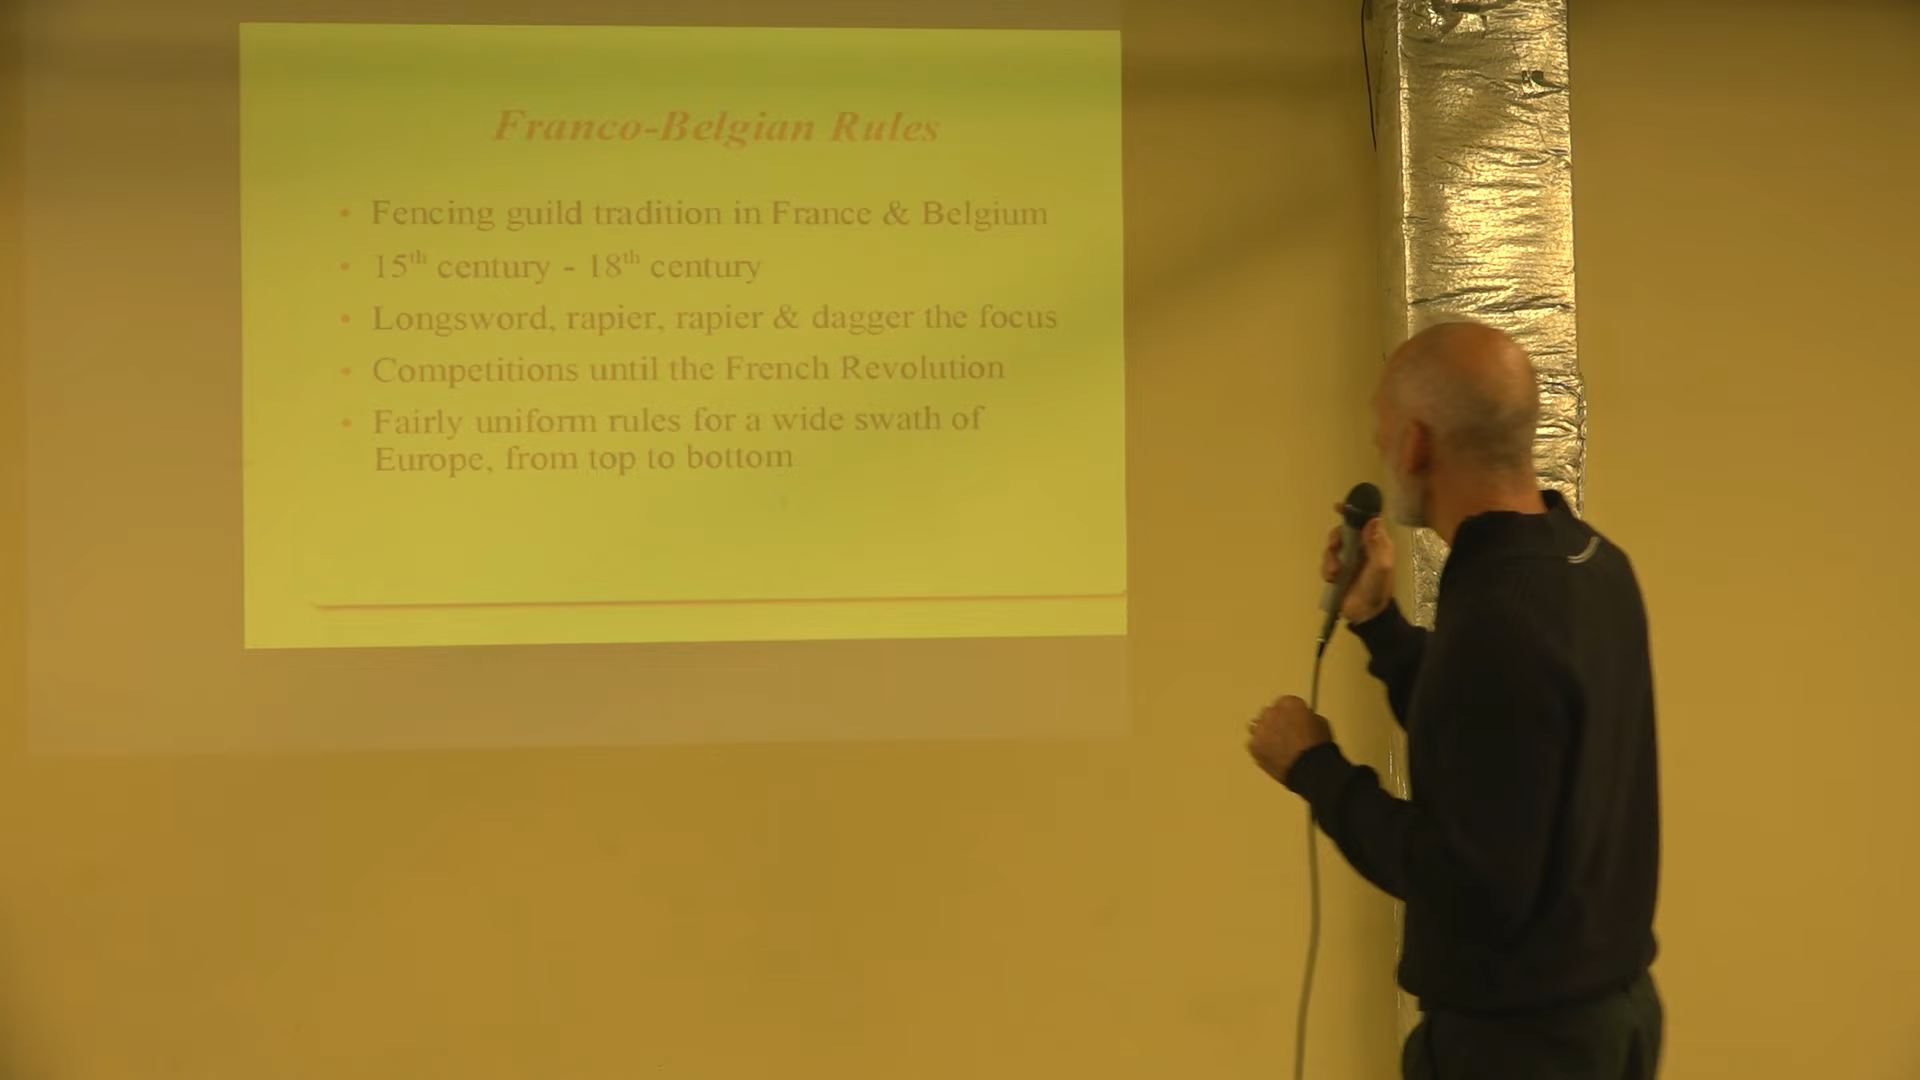 Franco-Belgian Rules
• Fencing guild tradition in France & Belgium
• 15th century - 18th century
• Longsword, rapier, rapier & dagger the focus
• Competitions until the French Revolution
• Fairly uniform rules for a wide swath of
Europe, from top to bottom